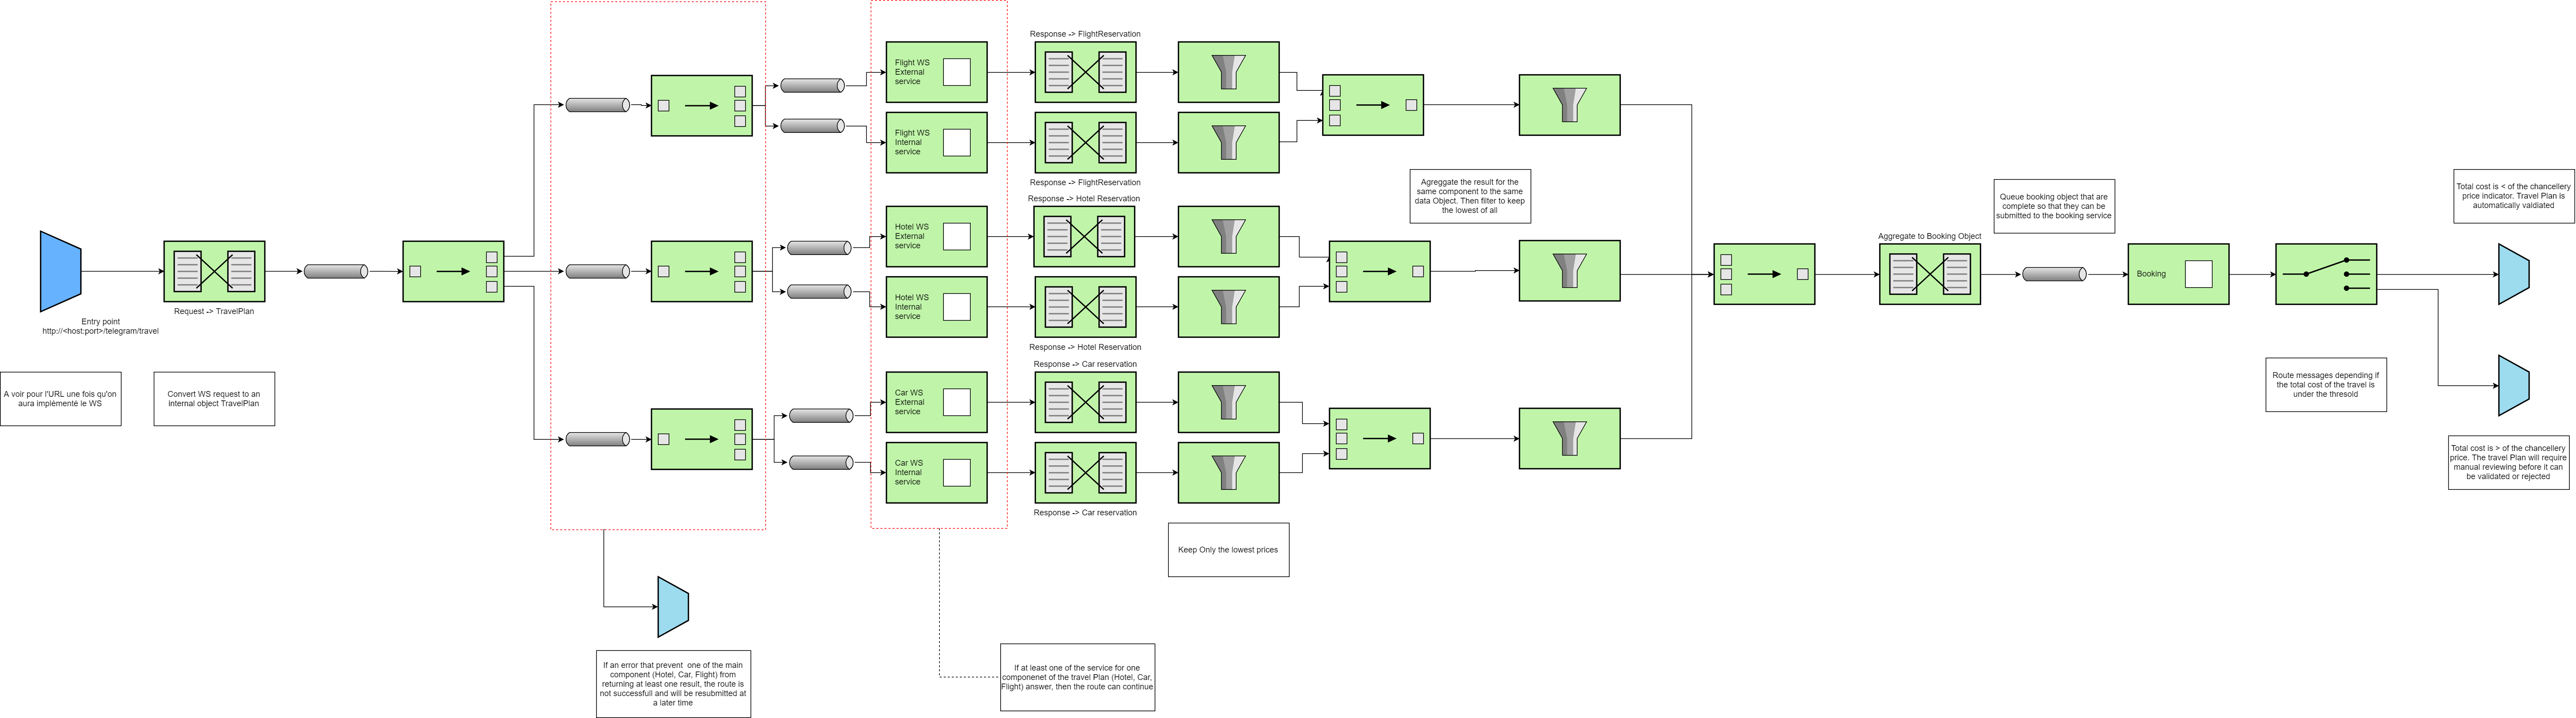 Entry point
http://<host:port>/telegram/travel
A voir pour l'URL une fois qu'on
aura implémenté le WS
Request -> TravelPlan
Convert WS request to an
internal object TravelPlan
If an error that prevent one of the main
component (Hotel, Car, Flight) from
returning at least one result, the route is
not successfull and will be resubmitted at
a later time
Flight WS
External
service
Flight WS
Internal
service
Hotel WS
External
service
Hotel WS
Internal
service
Car WS
External
service
Car WS
Internal
service
If at least one of the service for one
componenet of the travel Plan (Hotel, Car,
Flight) answer, then the route can continue
Response -> FlightReservation
Response -> FlightReservation
Response -> Hotel Reservation
Response -> Hotel Reservation
Response -> Car reservation
Response -> Car reservation
Keep Only the lowest prices
Agreggate the result for the
same component to the same
data Object. Then filter to keep
the lowest of all
Aggregate to Booking Object
Queue booking object that are
complete so that they can be
submitted to the booking service
Booking
Route messages depending if
the total cost of the travel is
under the thresold
Total cost is < of the chancellery
price indicator. Travel Plan is
automatically valdiated
Total cost is > of the chancellery
price. The travel Plan will require
manual reviewing before it can
be validated or rejected